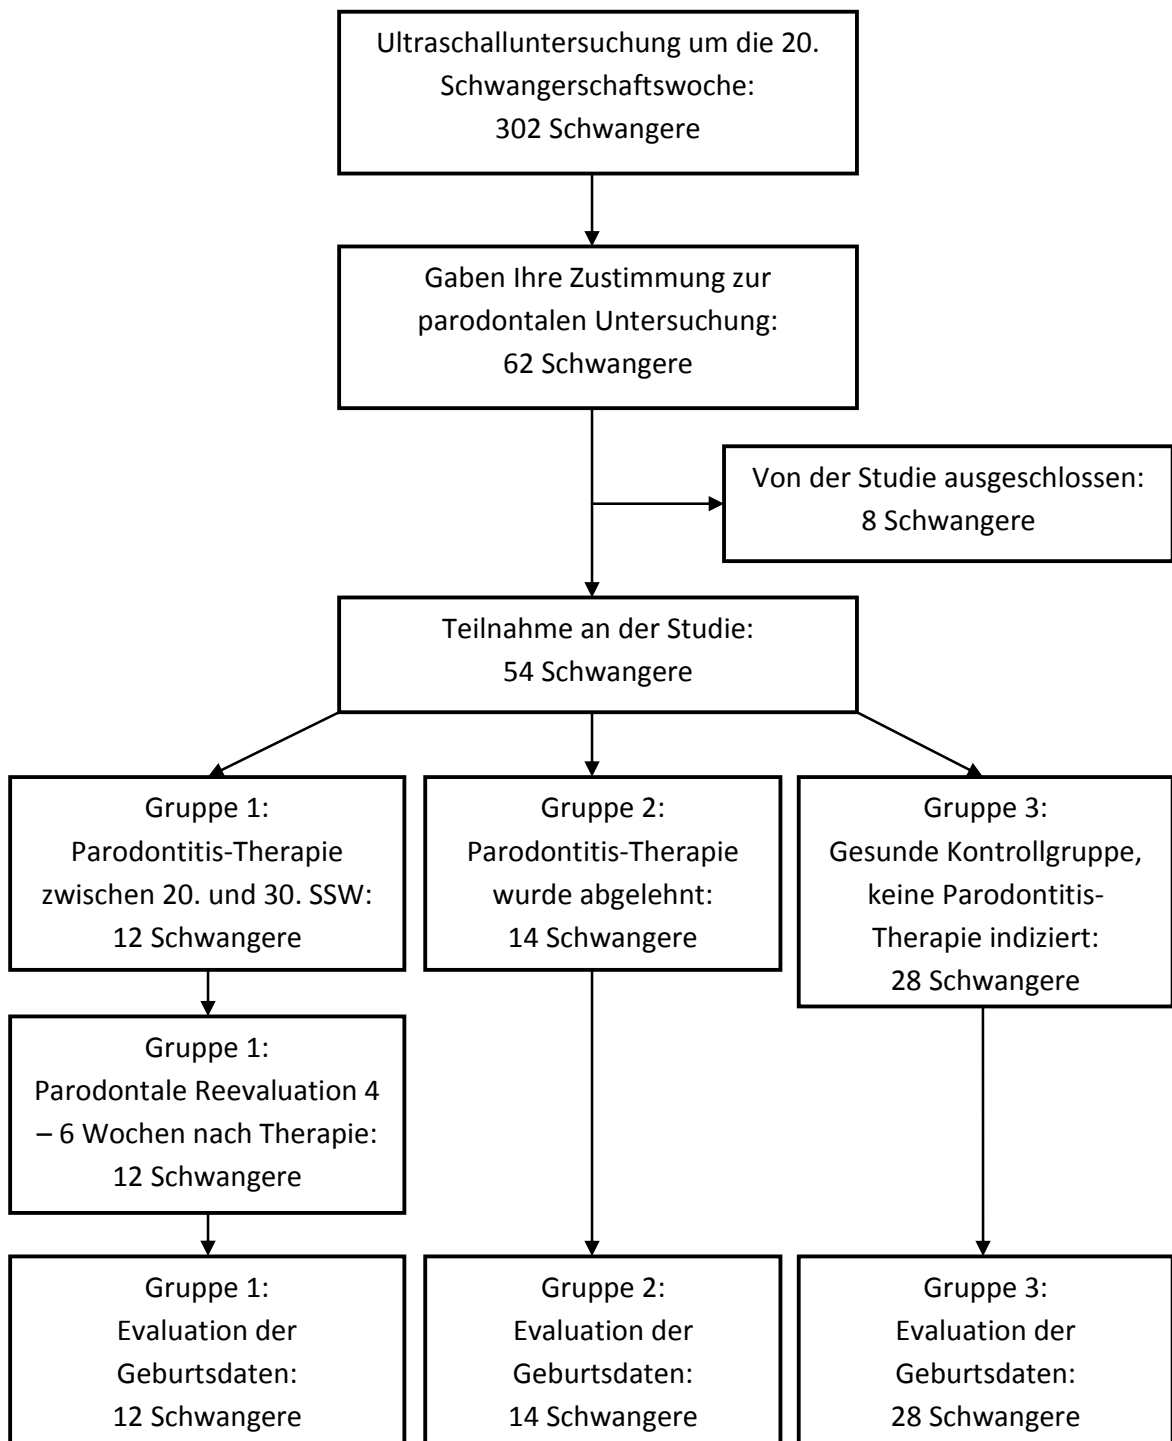 Ultraschalluntersuchung um die 20.
Schwangerschaftswoche:
302 Schwangere
Gaben Ihre Zustimmung zur
parodontalen Untersuchung:
62 Schwangere
Von der Studie ausgeschlossen:
8 Schwangere
Teilnahme an der Studie:
54 Schwangere
Gruppe 1:
Parodontitis-Therapie
zwischen 20. und 30. SSW:
12 Schwangere
Gruppe 2:
Parodontitis-Therapie
wurde abgelehnt:
14 Schwangere
Gruppe 3:
Gesunde Kontrollgruppe,
keine Parodontitis-
Therapie indiziert:
28 Schwangere
Gruppe 1:
Parodontale Reevaluation 4
– 6 Wochen nach Therapie:
12 Schwangere
Gruppe 1:
Evaluation der
Geburtsdaten:
12 Schwangere
Gruppe 2:
Evaluation der
Geburtsdaten:
14 Schwangere
Gruppe 3:
Evaluation der
Geburtsdaten:
28 Schwangere